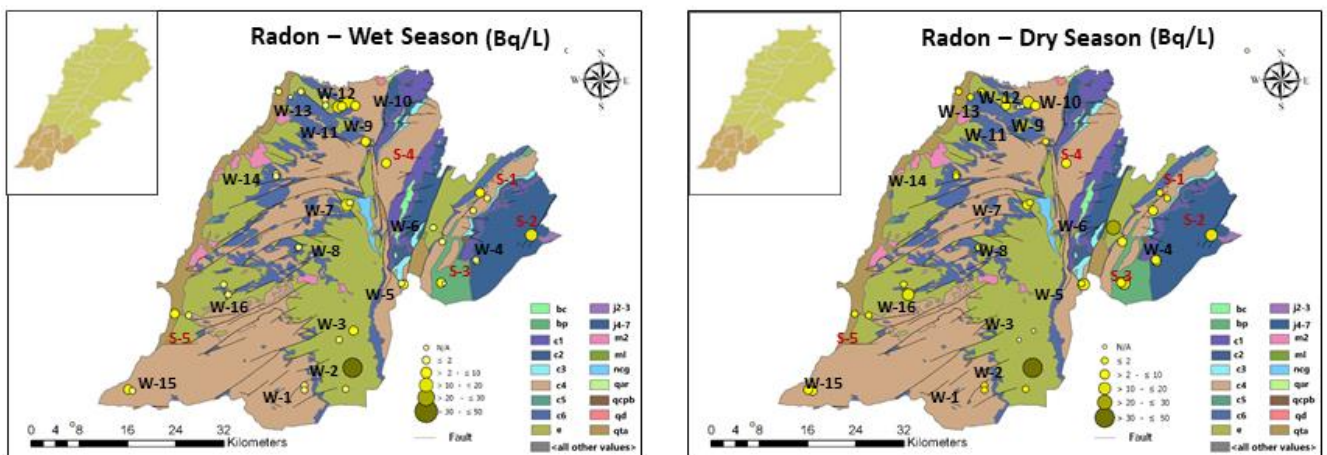 Radon – Wet Season (Bq/L)
N
W E
S
W-12
W-10
W-13
W-11
W-9
S-4
W-14
S-1
W-7
S-2
W-6
W-8
W-4
S-3
W-5
W-16
W-3
S-5
W-2
W-15
W-1
bc j2-3
bp j4-7
c1 m2
c2 ml
c3 ncg
c4 qar
c5 qcpb
c6 qd
e qta
<all other values>
N/A
≤ 2
> 2 - ≤ 10
> 10 - ≤ 20
> 20 - ≤ 30
> 30 - ≤ 50
Fault
0 4 8 16 24 32
Kilometers
Radon – Dry Season (Bq/L)
N
W E
S
W-12
W-10
W-13
W-11
W-9
S-4
W-14
S-1
W-7
S-2
W-6
W-8
W-4
S-3
W-5
W-16
W-3
S-5
W-2
W-15
W-1
bc j2-3
bp j4-7
c1 m2
c2 ml
c3 ncg
c4 qar
c5 qcpb
c6 qd
e qta
<all other values>
N/A
≤ 2
> 2 - ≤ 10
> 10 - ≤ 20
> 20 - ≤ 30
> 30 - ≤ 50
Fault
0 4 8 16 24 32
Kilometers